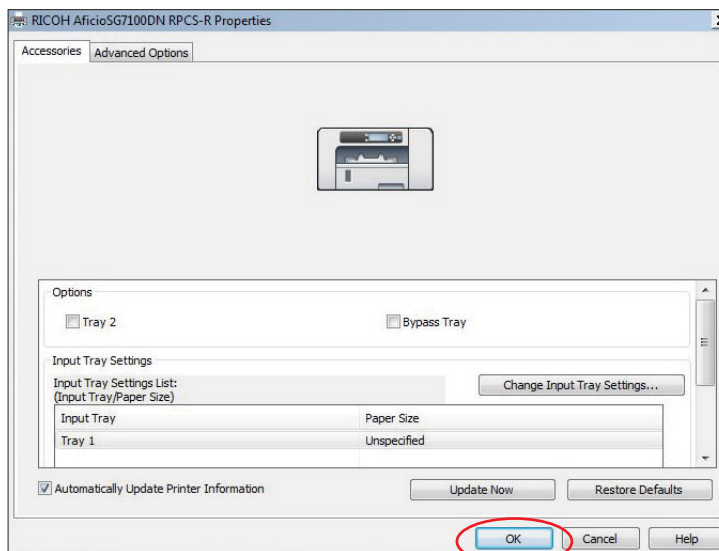 RICOH AficioSG7100DN RPCS-R Properties
Accessories Advanced Options
Options
Tray 2 Bypass Tray
Input Tray Settings
Input Tray Settings List:
(Input Tray/Paper Size)
Change Input Tray Settings...
Input Tray Paper Size
Tray 1 Unspecified
Automatically Update Printer Information Update Now Restore Defaults
OK Cancel Help